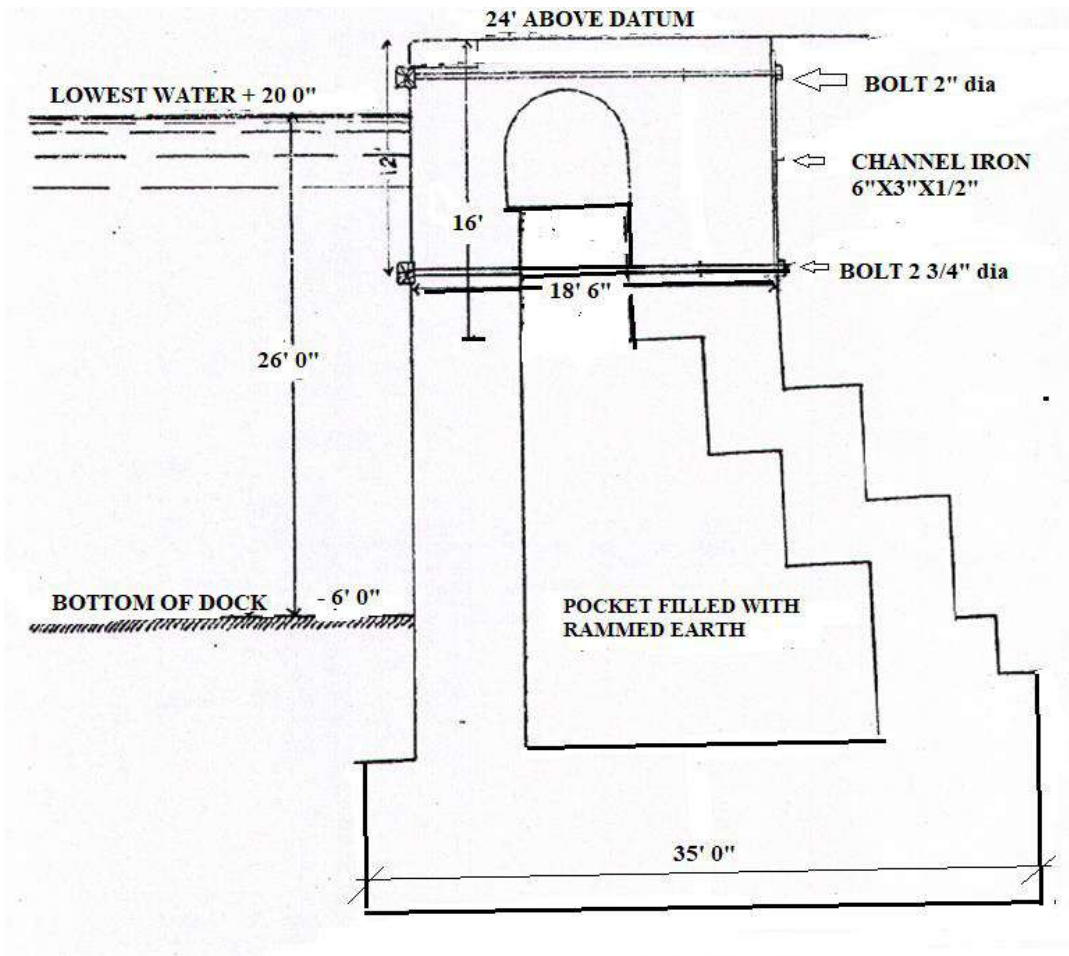 24' ABOVE DATUM
BOLT 2" dia
LOWEST WATER + 20 0"
CHANNEL IRON
6"X3"X1/2"
12'
16'
BOLT 2 3/4" dia
18' 6"
26' 0"
BOTTOM OF DOCK
- 6' 0"
POCKET FILLED WITH
RAMMED EARTH
35' 0"